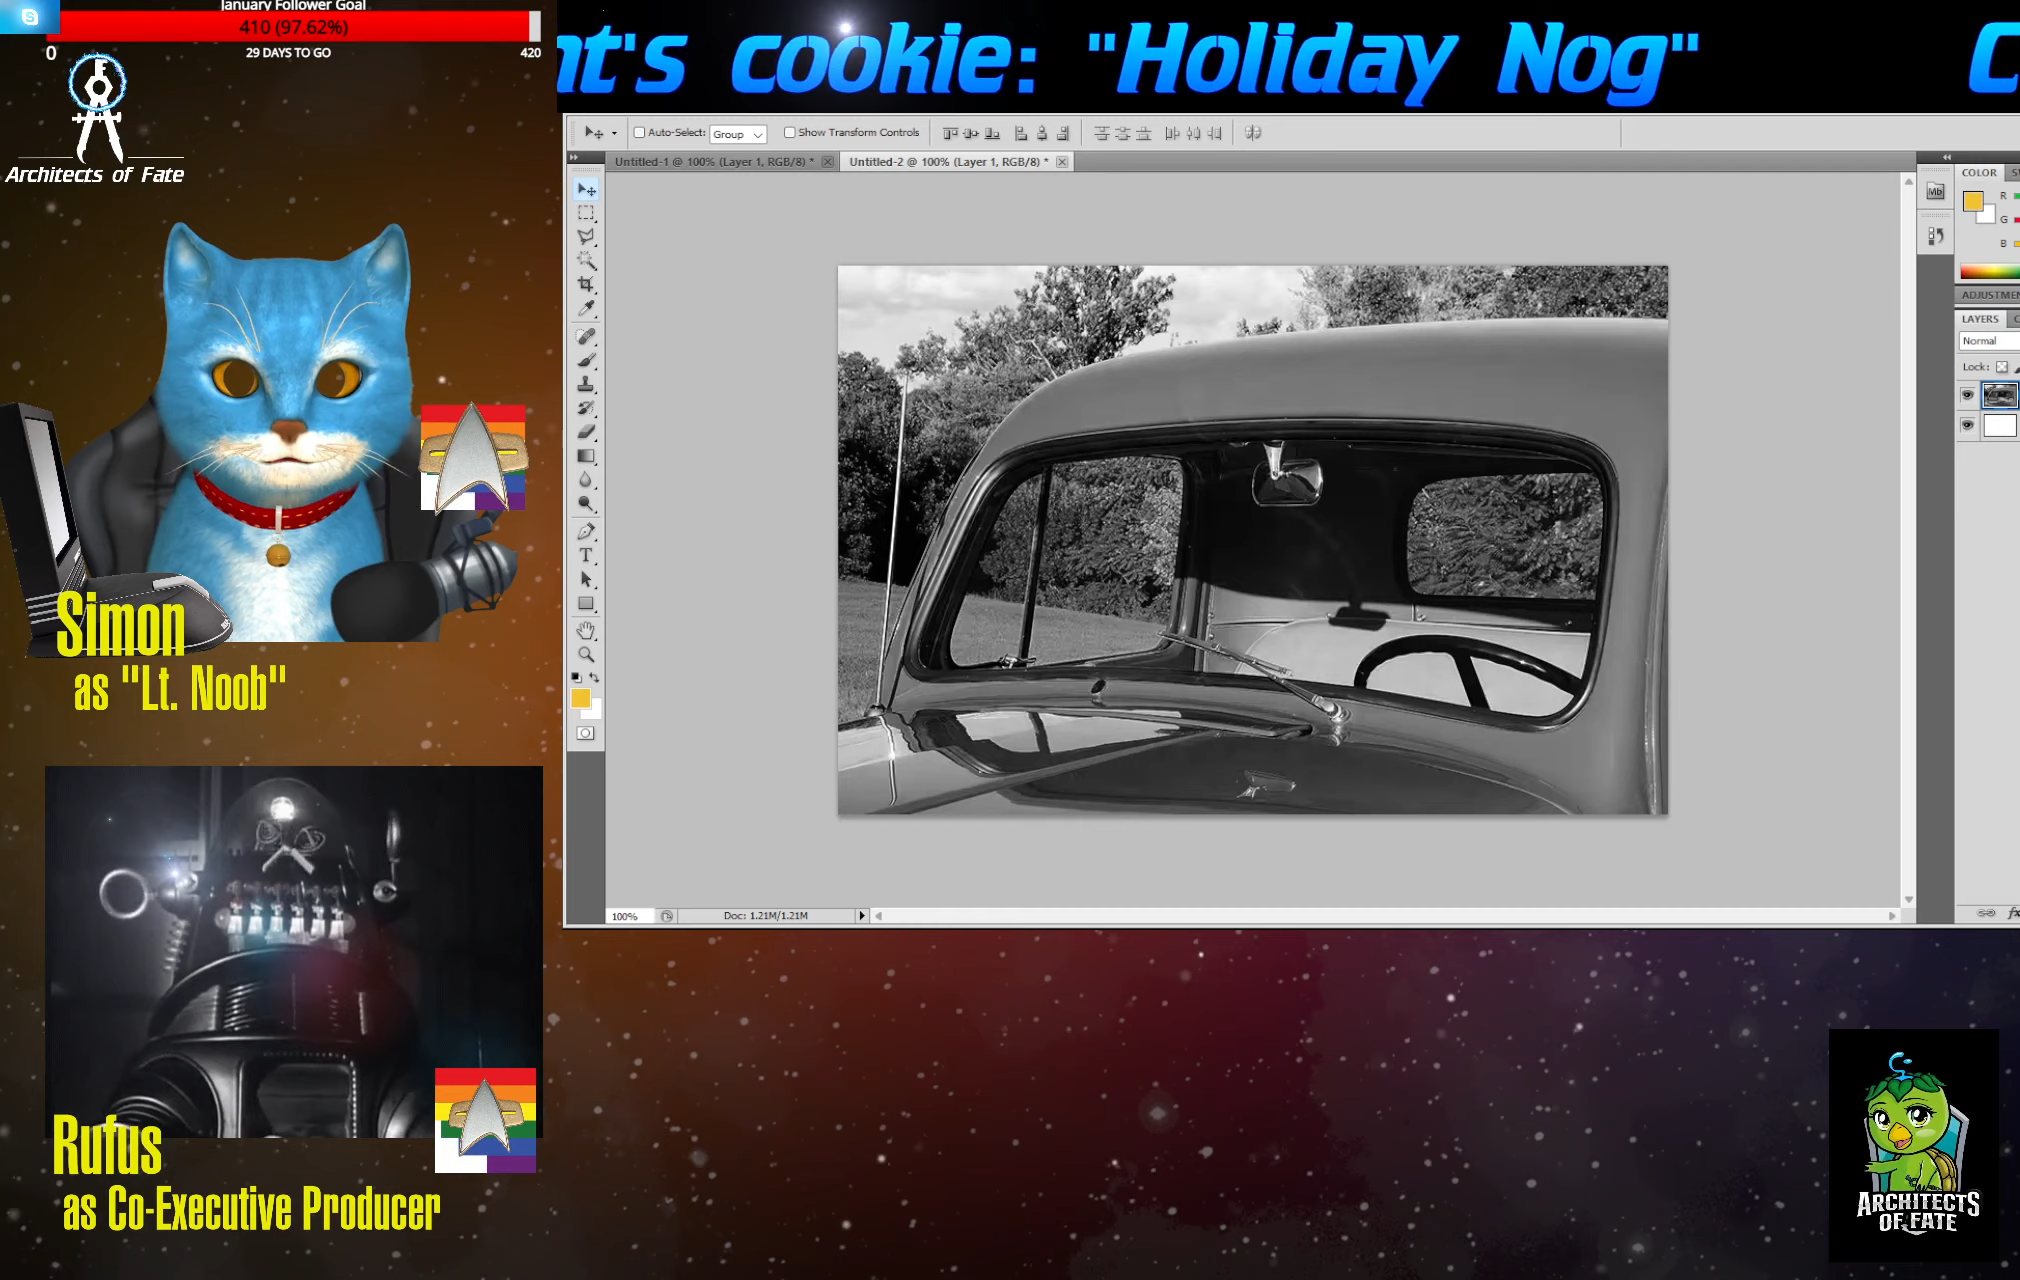 January Follower Goal
410 (97.62%)
0
29 DAYS TO GO
420
Architects of Fate
nt's cookie: "Holiday Nog"
C
Auto-Select:
Group
Show Transform Controls
Untitled-1 @ 100% (Layer 1, RGB/8) *
Untitled-2 @ 100% (Layer 1, RGB/8) *
Mb
COLOR
R
G
B
ADJUSTMEN
LAYERS
Normal
Lock:
T
fx
100%
Doc: 1.21M/1.21M
Simon
as "Lt. Noob"
Rufus
as Co-Executive Producer
ARCHITECTS
OF FATE